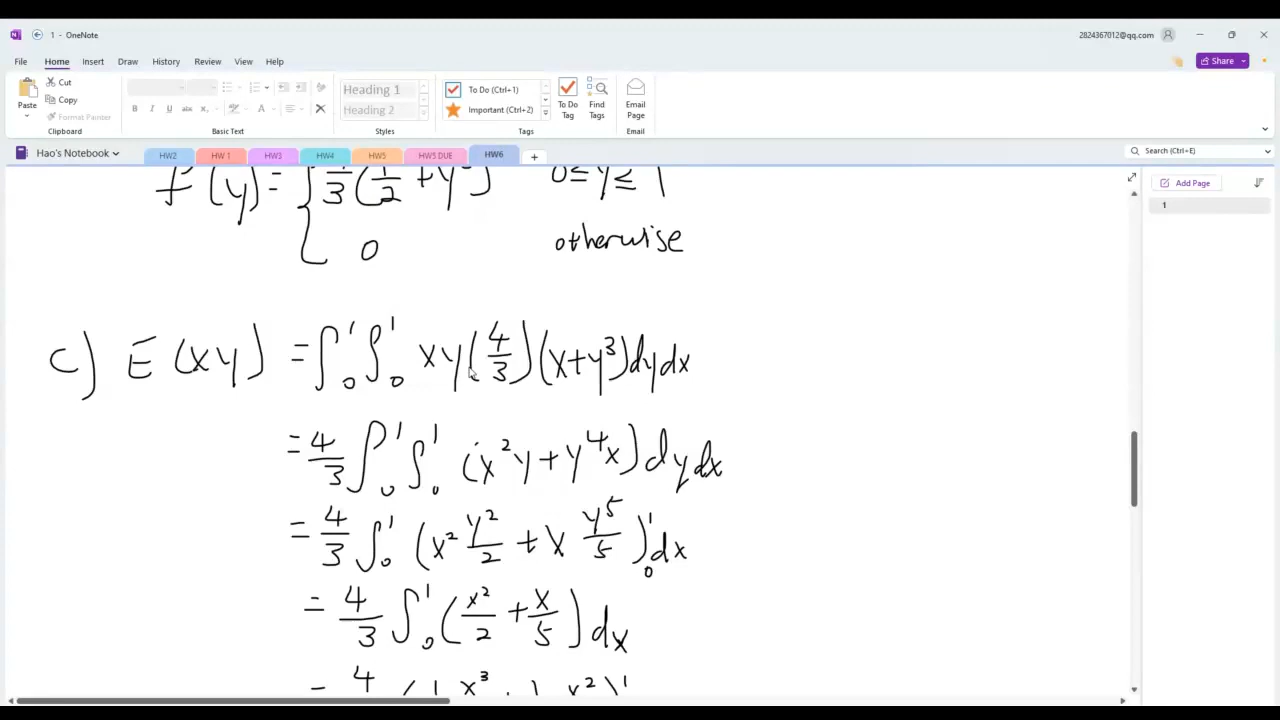 1 - OneNote
2824367012@qq.com
File Home Insert Draw History Review View Help
Share
Paste
Cut
Copy
Format Painter
Clipboard
B I U ab
Basic Text
Heading 1
Heading 2
Styles
To Do (Ctrl+1)
Important (Ctrl+2)
Tags
To Do Tag
Find Tags
Email Page
Email
Hao's Notebook
HW2 HW 1 HW3 HW4 HW5 HW5 DUE HW6 +
Search (Ctrl+E)
Add Page
1
0≤y≤1
0 otherwise
c) E(xy) = ∫₀¹ ∫₀¹ xy(4/3)(x+y³)dydx
= 4/3 ∫₀¹ ∫₀¹ (x²y+y⁴x)dydx
= 4/3 ∫₀¹ (x² y²/2 + x y⁵/5)₀¹ dx
= 4/3 ∫₀¹ (x²/2 + x/5) dx